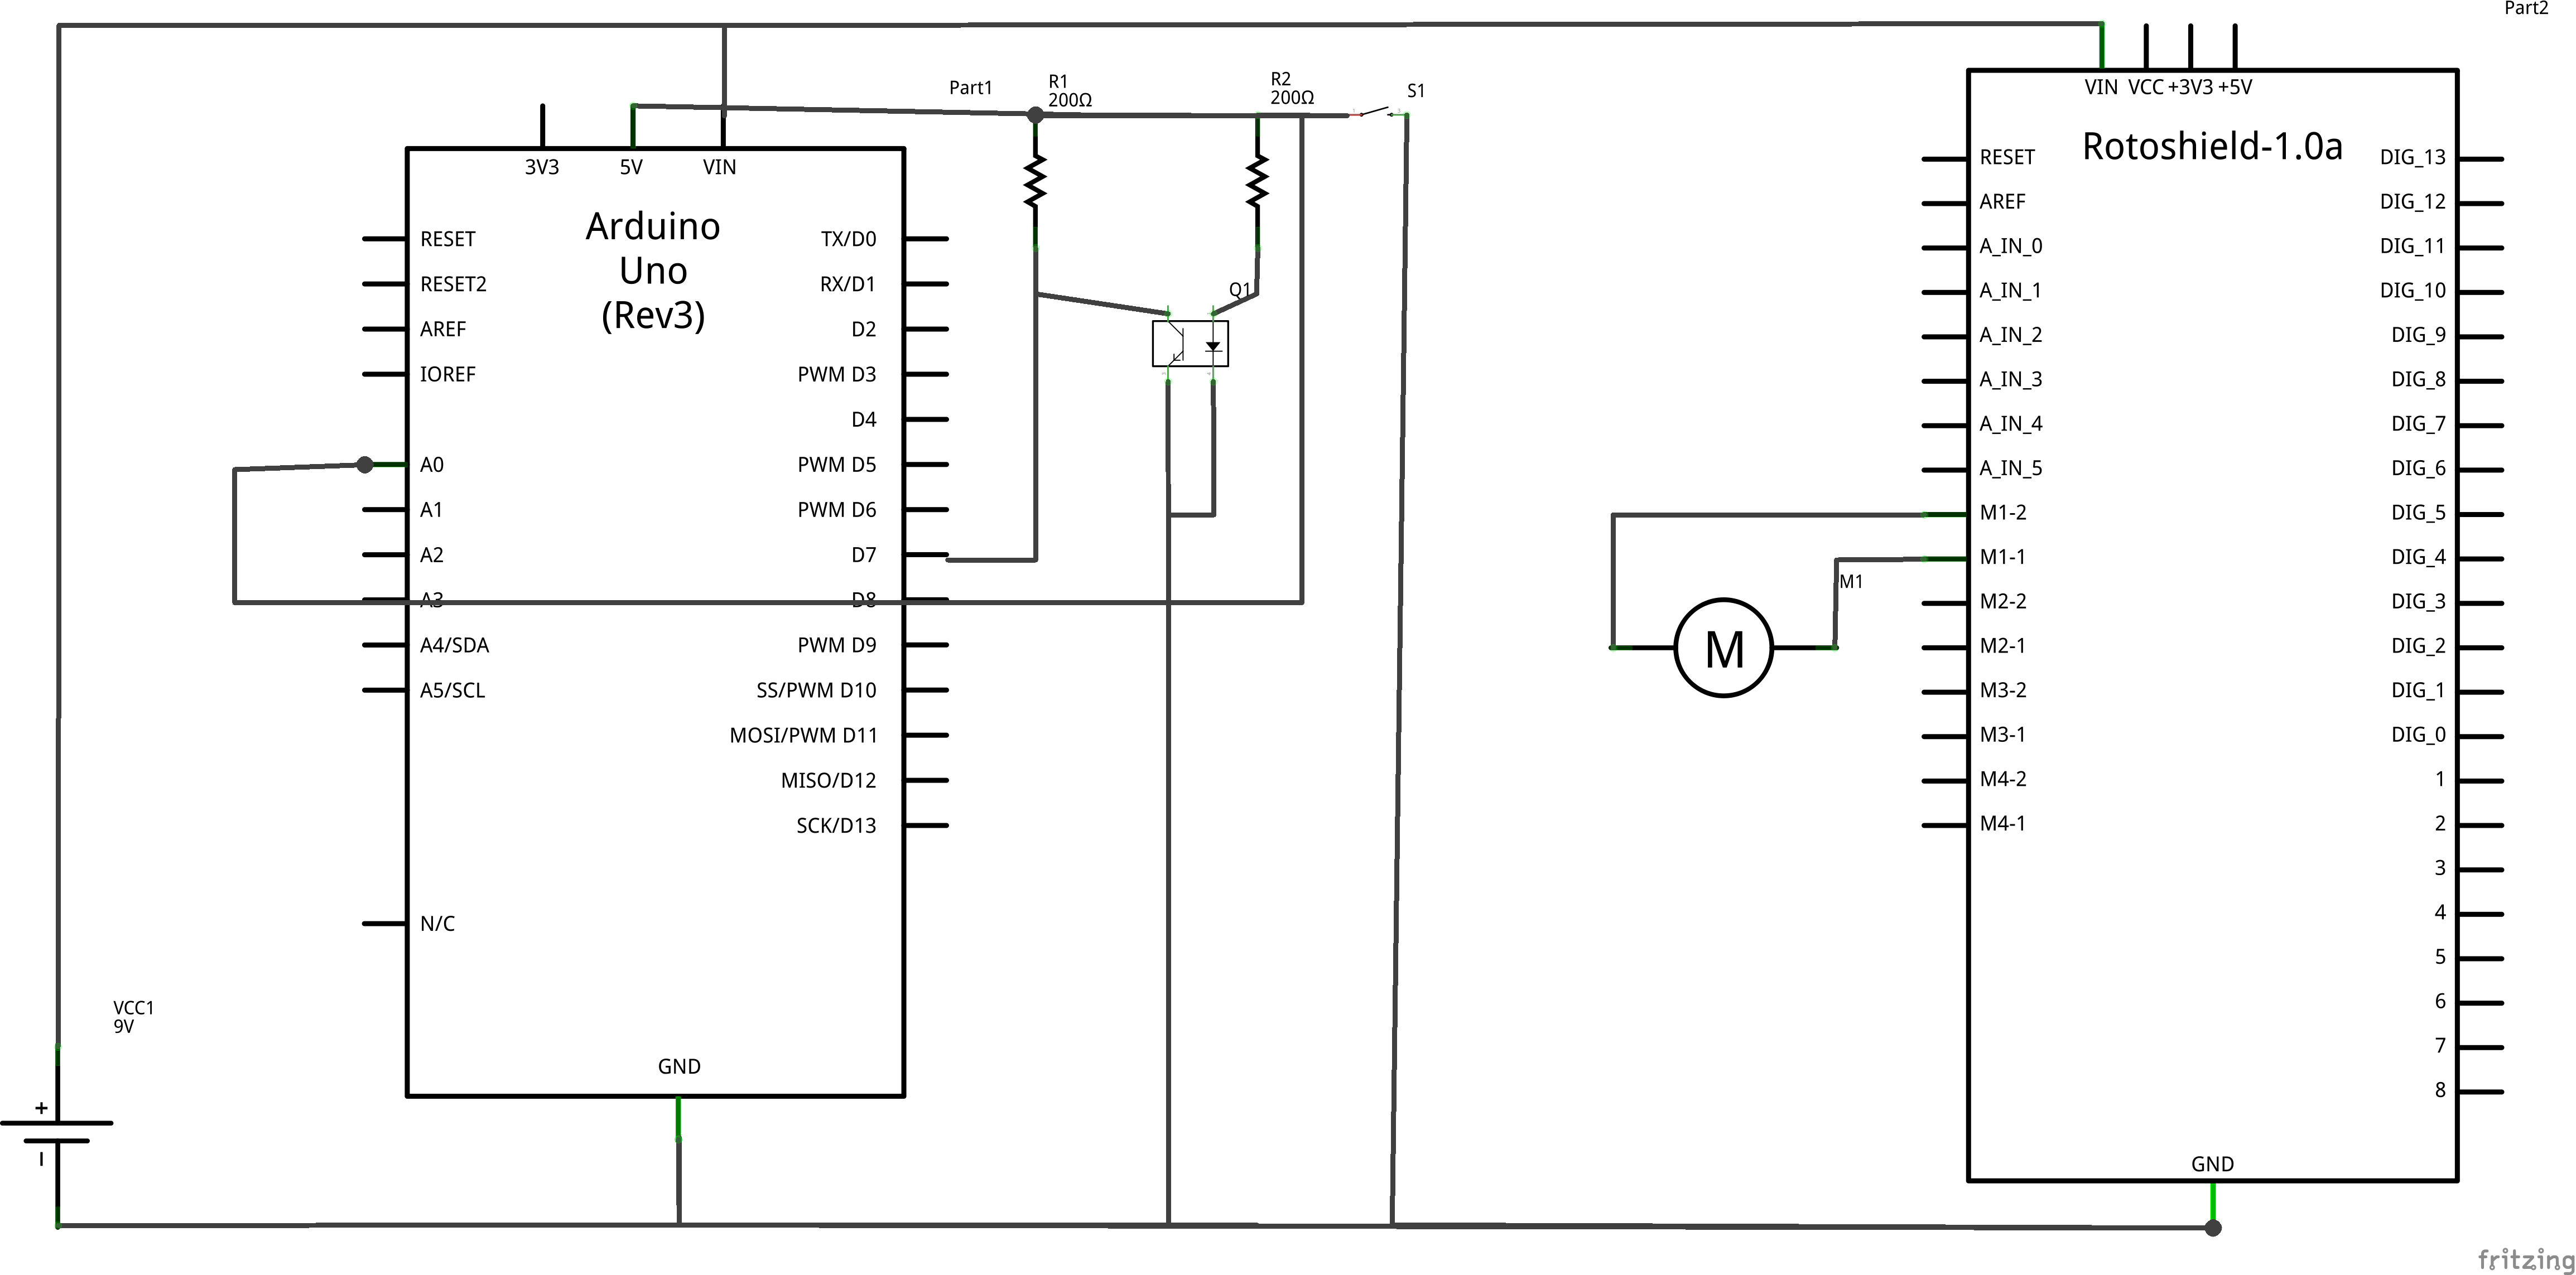 Part2
VIN VCC +3V3 +5V
Part1
R1
200Ω
R2
200Ω
S1
3V3 5V VIN
Arduino
Uno
(Rev3)
RESET
RESET2
AREF
IOREF
A0
A1
A2
A3
A4/SDA
A5/SCL
N/C
TX/D0
RX/D1
D2
PWM D3
D4
PWM D5
PWM D6
D7
D8
PWM D9
SS/PWM D10
MOSI/PWM D11
MISO/D12
SCK/D13
GND
Q1
VCC1
9V
+
−
M
M1
Rotoshield-1.0a
RESET
AREF
A_IN_0
A_IN_1
A_IN_2
A_IN_3
A_IN_4
A_IN_5
M1-2
M1-1
M2-2
M2-1
M3-2
M3-1
M4-2
M4-1
DIG_13
DIG_12
DIG_11
DIG_10
DIG_9
DIG_8
DIG_7
DIG_6
DIG_5
DIG_4
DIG_3
DIG_2
DIG_1
DIG_0
1
2
3
4
5
6
7
8
GND
fritzing